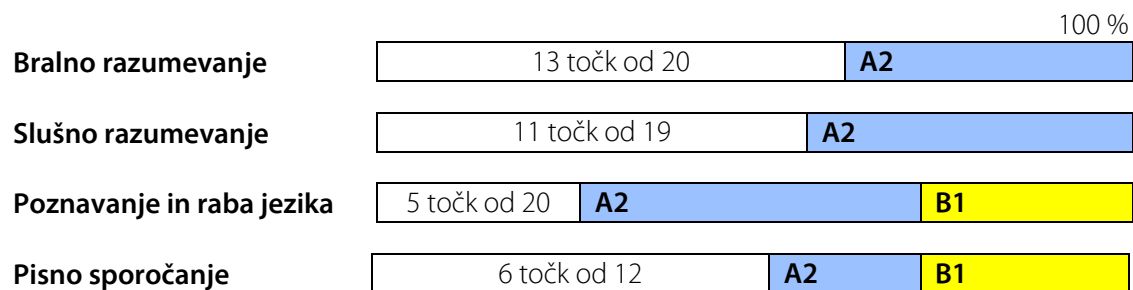 100 %
Bralno razumevanje 13 točk od 20 A2
Slušno razumevanje 11 točk od 19 A2
Poznavanje in raba jezika 5 točk od 20 A2 B1
Pisno sporočanje 6 točk od 12 A2 B1